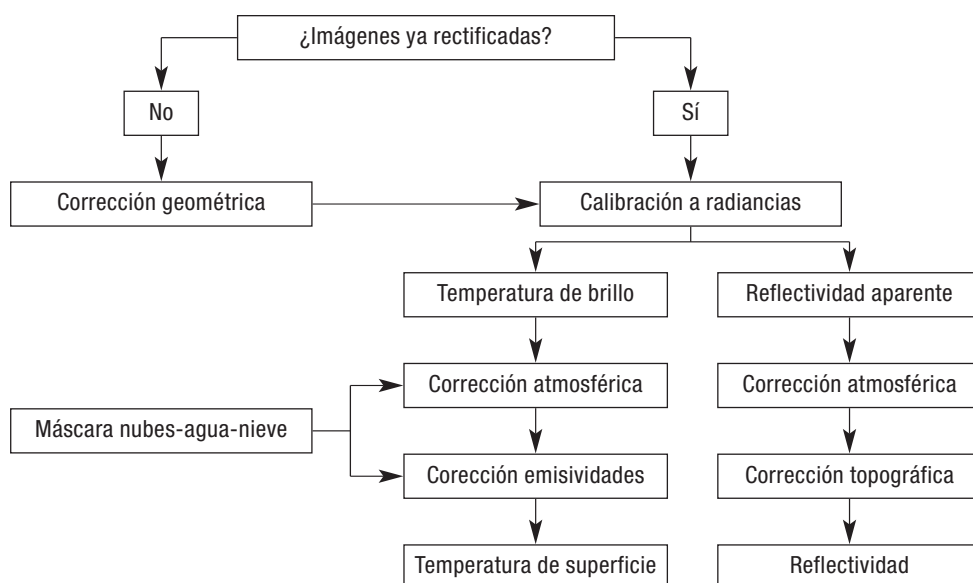 ¿Imágenes ya rectificadas?
No
Sí
Corrección geométrica
Calibración a radiancias
Temperatura de brillo
Reflectividad aparente
Corrección atmosférica
Corrección atmosférica
Máscara nubes-agua-nieve
Corección emisividades
Corrección topográfica
Temperatura de superficie
Reflectividad